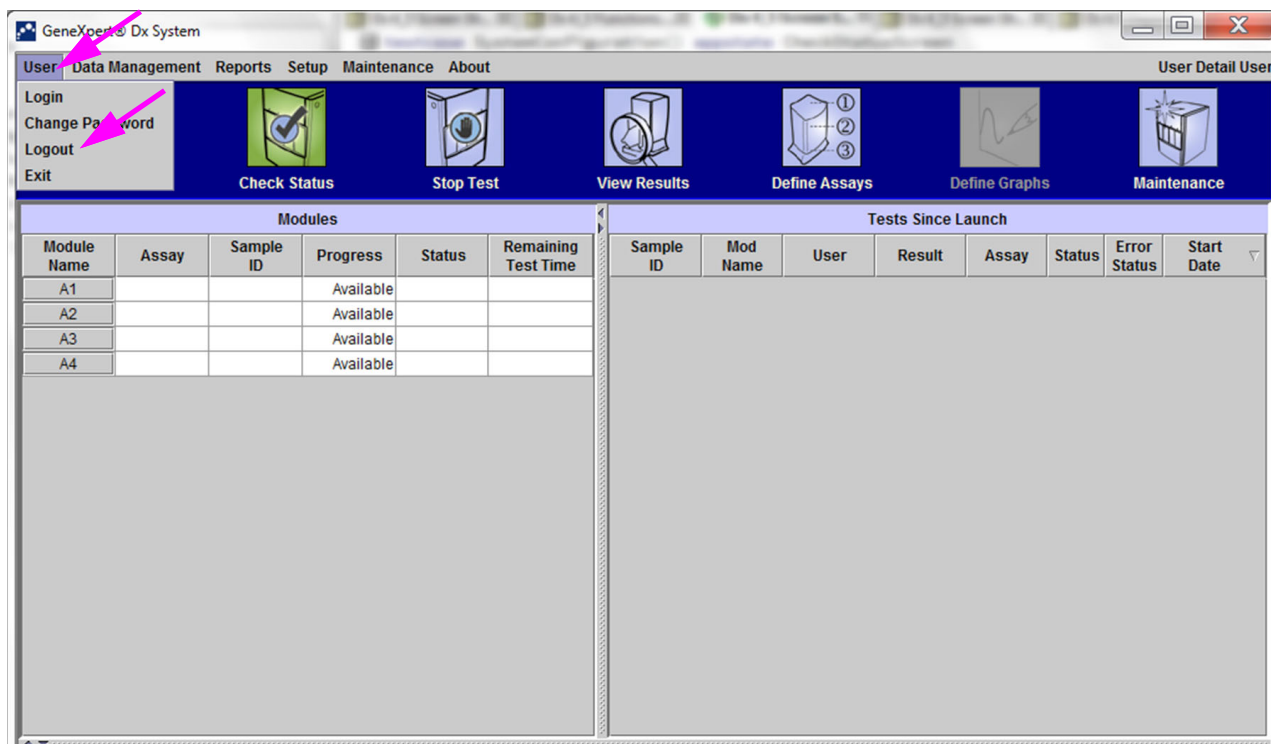 GeneXpert® Dx System
User Data Management Reports Setup Maintenance About User Detail User
Login
Change Password
Logout
Exit
Check Status Stop Test View Results Define Assays Define Graphs Maintenance
① ② ③
Modules Tests Since Launch
Module Name Assay Sample ID Progress Status Remaining Test Time Sample ID Mod Name User Result Assay Status Error Status Start Date
A1 Available
A2 Available
A3 Available
A4 Available